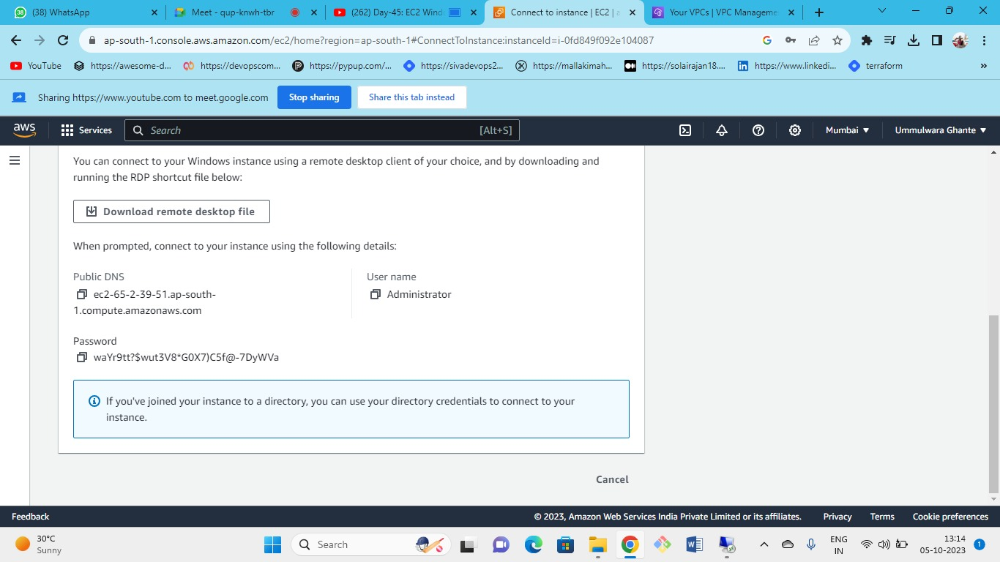 (38) WhatsApp
Meet - qup-knwh-tbr
(262) Day-45: EC2 Wind
Connect to instance | EC2 | a
Your VPCs | VPC Manageme
ap-south-1.console.aws.amazon.com/ec2/home?region=ap-south-1#ConnectToInstance:instanceId=i-0fd849f092e104087
YouTube
https://awesome-d...
https://devopscom...
https://pypup.com/...
https://sivadevops2...
https://mallakimah...
https://solairajan18....
https://www.linkedi...
terraform
»
Sharing https://www.youtube.com to meet.google.com
Stop sharing
Share this tab instead
aws
Services
Search
[Alt+S]
Mumbai
Ummulwara Ghante
You can connect to your Windows instance using a remote desktop client of your choice, and by downloading and
running the RDP shortcut file below:
Download remote desktop file
When prompted, connect to your instance using the following details:
Public DNS
ec2-65-2-39-51.ap-south-
1.compute.amazonaws.com
User name
Administrator
Password
waYr9tt?$wut3V8*G0X7)C5f@-7DyWVa
If you've joined your instance to a directory, you can use your directory credentials to connect to your
instance.
Cancel
Feedback
© 2023, Amazon Web Services India Private Limited or its affiliates.
Privacy
Terms
Cookie preferences
30°C
Sunny
Search
ENG
IN
13:14
05-10-2023
1